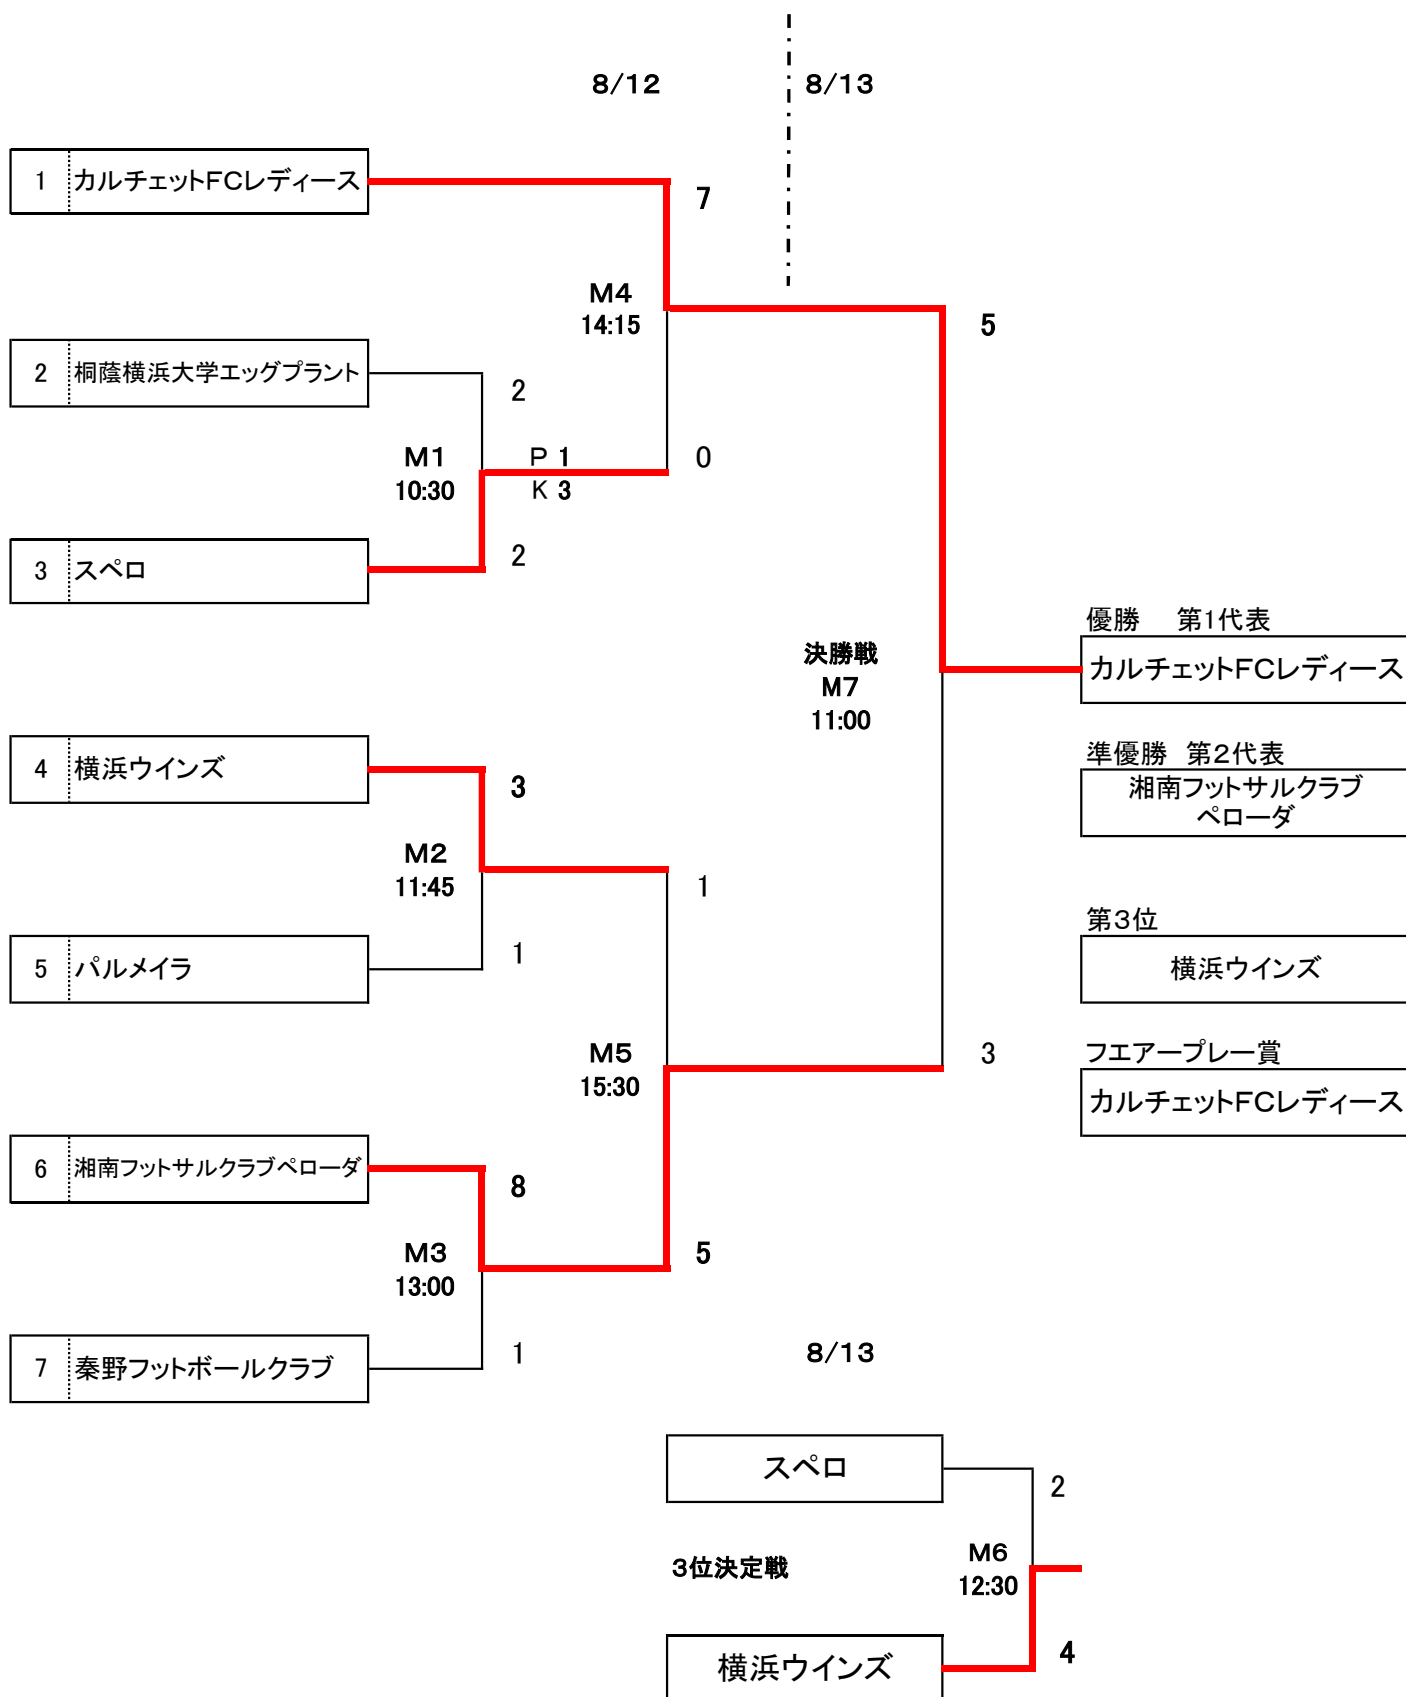 8/12
8/13
1 カルチェットFCレディース
7
M4
14:15
5
2 桐蔭横浜大学エッグプラント
2
M1
10:30
P 1
K 3
0
3 スペロ
2
優勝 第1代表
カルチェットFCレディース
決勝戦
M7
11:00
4 横浜ウインズ
3
準優勝 第2代表
湘南フットサルクラブ
ペローダ
M2
11:45
1
5 パルメイラ
1
第3位
横浜ウインズ
M5
15:30
3
フエアープレー賞
カルチェットFCレディース
6 湘南フットサルクラブペローダ
8
M3
13:00
5
7 秦野フットボールクラブ
1
8/13
スペロ
2
3位決定戦
M6
12:30
横浜ウインズ
4